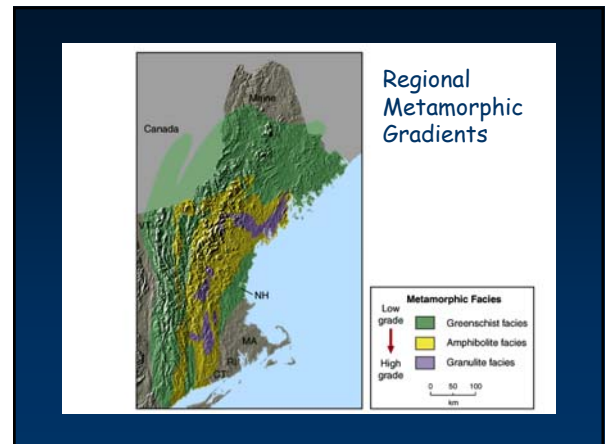 Regional
Metamorphic
Gradients
Maine
Canada
VT
NH
MA
RI
CT
Metamorphic Facies
Low
grade
High
grade
Greenschist facies
Amphibolite facies
Granulite facies
0 50 100
km